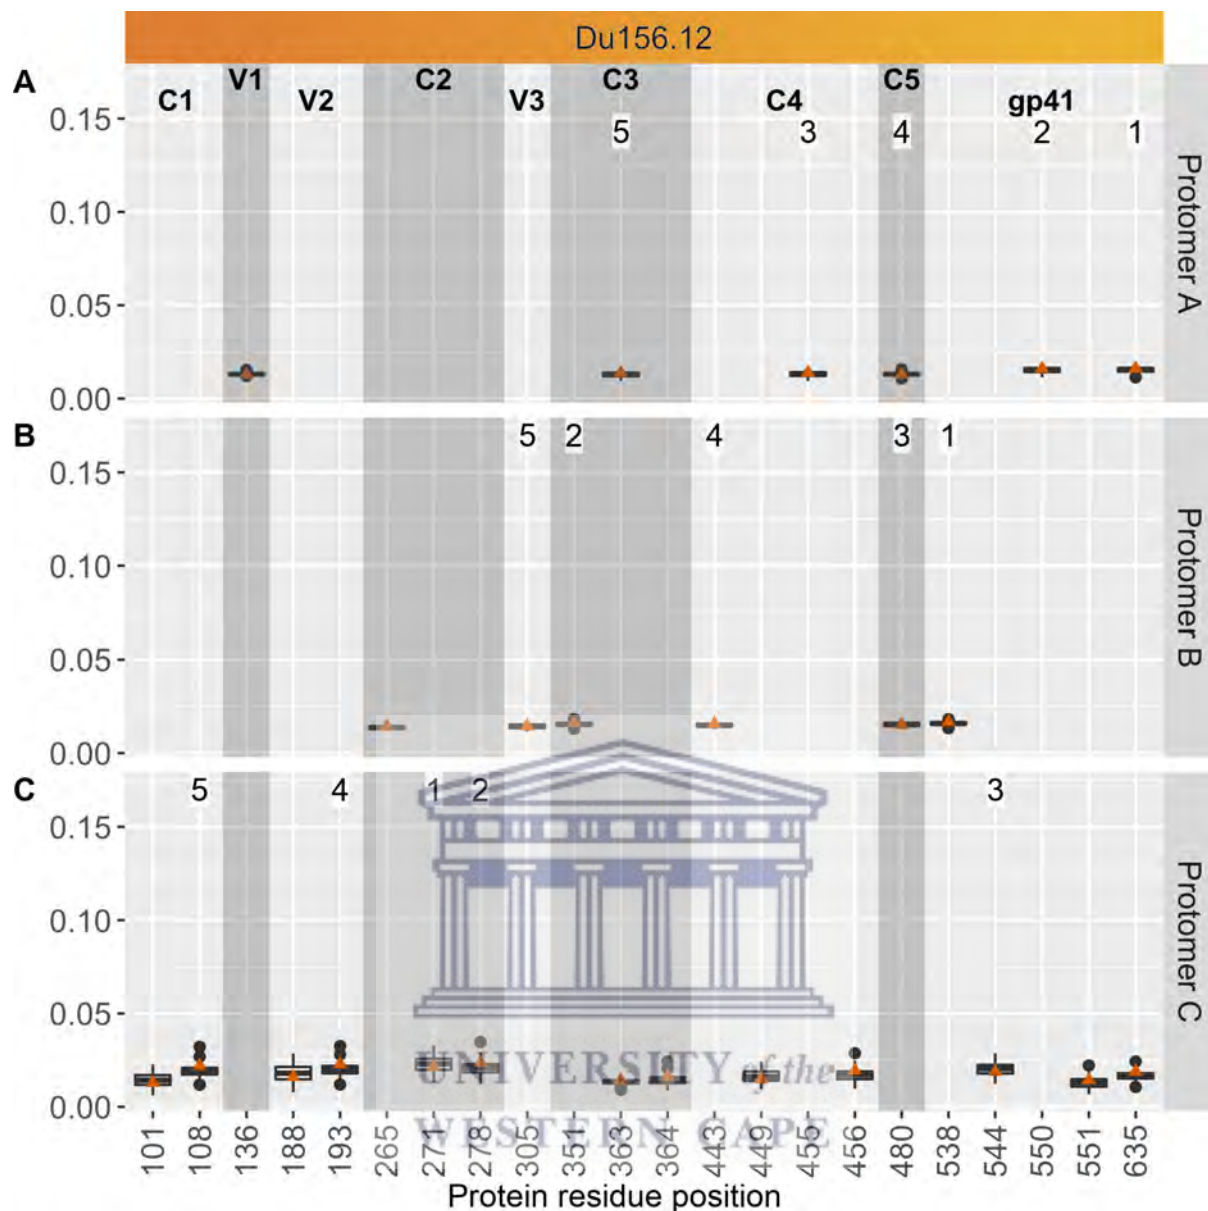 Du156.12
A
V1 C2 C3 C5
C1 V2 V3 C4 gp41
0.15
5 3 4 2 1
0.10
0.05
0.00
Protomer A
B
5 2 4 3 1
0.15
0.10
0.05
0.00
Protomer B
C
5 4 1 2 3
0.15
0.10
0.05
0.00
Protomer C
UNIVERSITY of the
WESTERN CAPE
101 108 136 188 193 265 271 278 305 351 363 364 443 449 453 456 480 538 544 550 551 635
Protein residue position